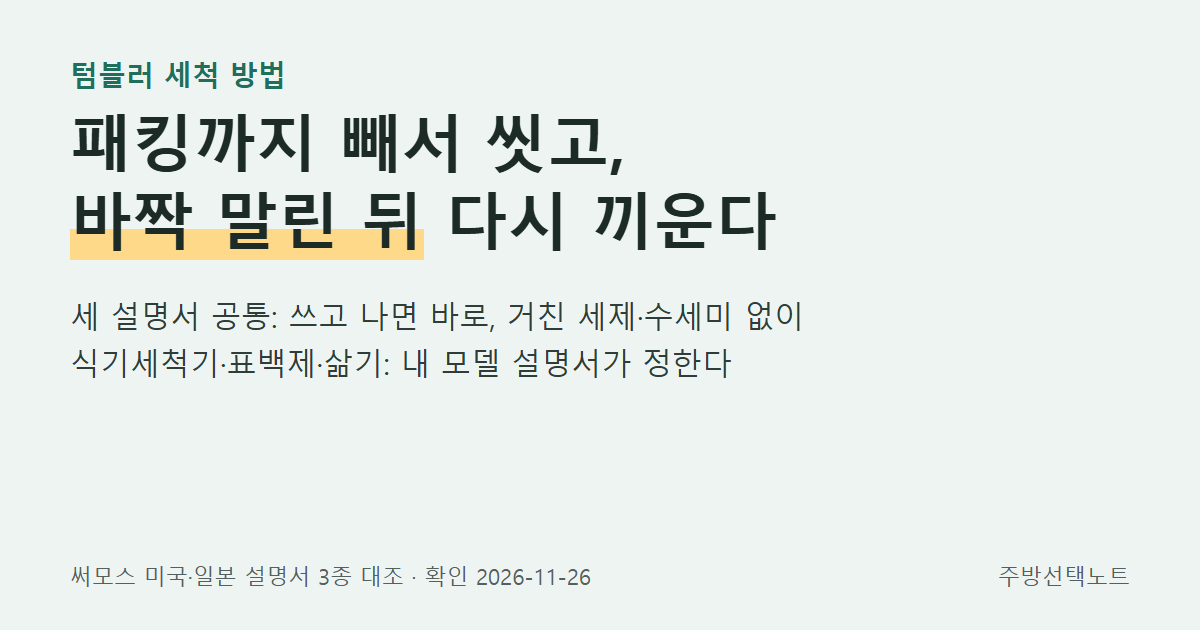 텀블러 세척 방법
패킹까지 빼서 씻고,
바짝 말린 뒤 다시 끼운다
세 설명서 공통: 쓰고 나면 바로, 거친 세제·수세미 없이
식기세척기·표백제·삶기: 내 모델 설명서가 정한다
써모스 미국·일본 설명서 3종 대조 · 확인 2026-11-26
주방선택노트